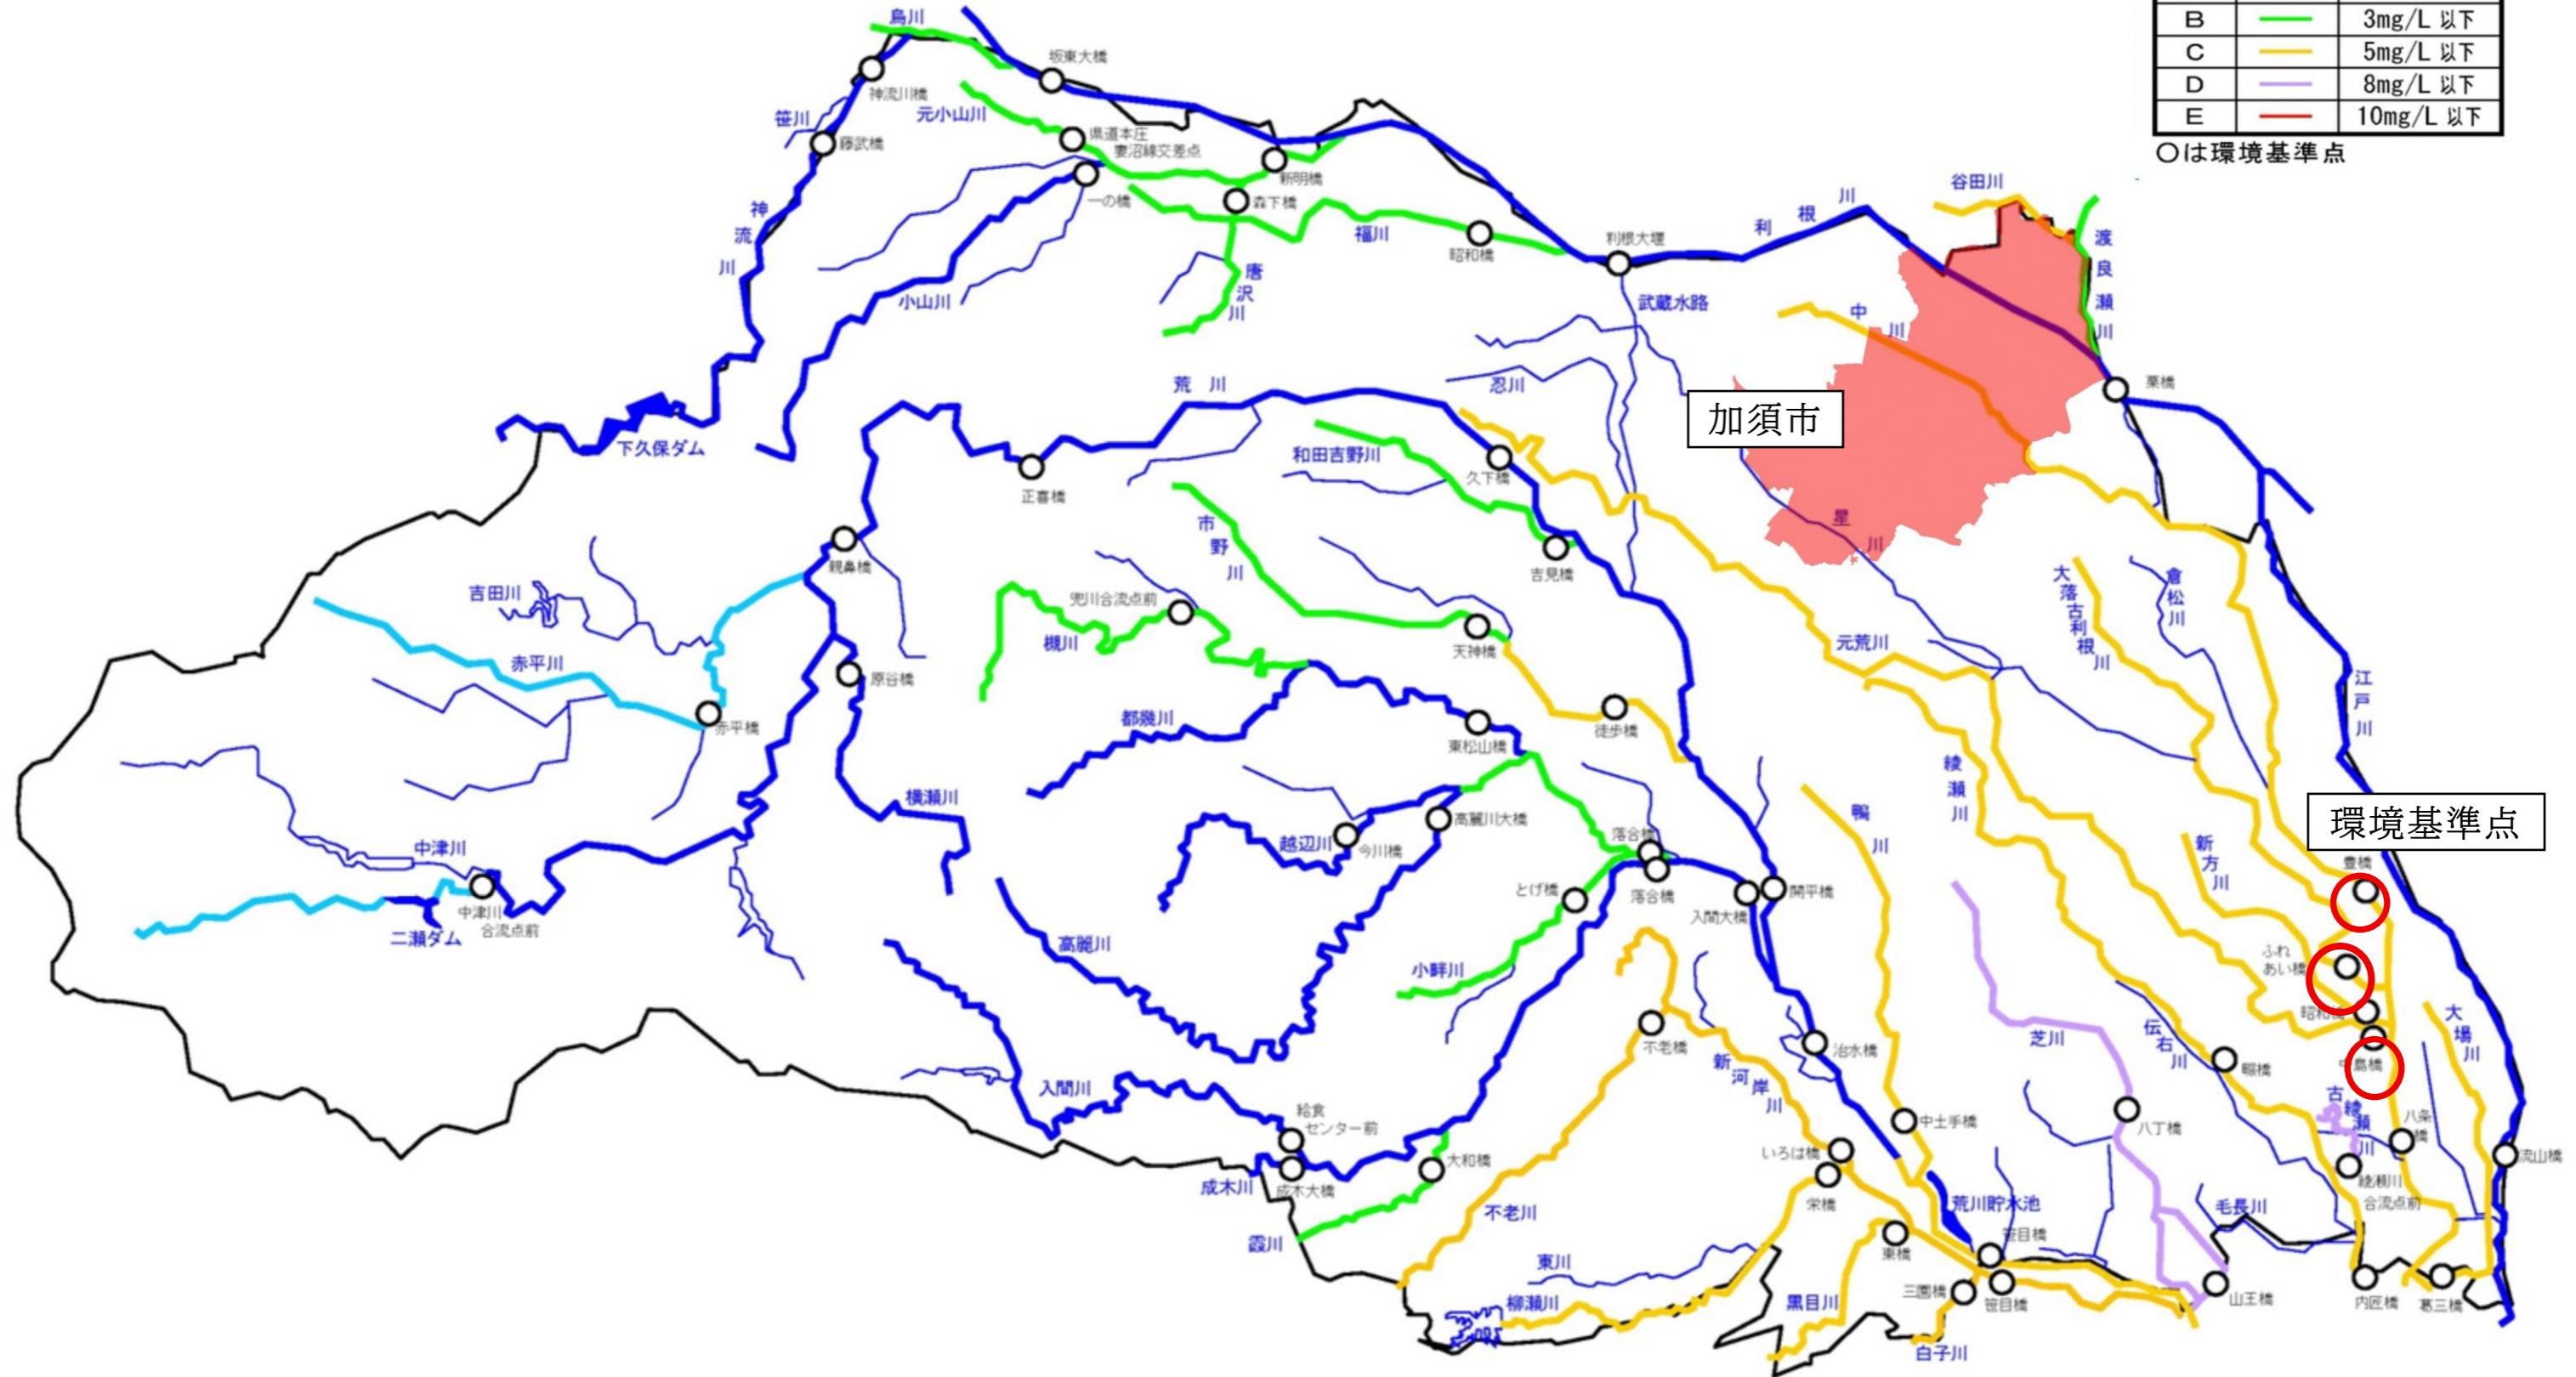 B 3mg/L 以下
C 5mg/L 以下
D 8mg/L 以下
E 10mg/L 以下
○は環境基準点
烏川
坂東大橋
神流川橋
笹川
元小山川
県道本庄
妻沼線交差点
藤武橋
新明橋
一の橋
森下橋
神流川
福川
昭和橋
利根大堰
利根川
谷田川
渡良瀬川
唐沢川
小山川
武蔵水路
中川
荒川
忍川
加須市
栗橋
下久保ダム
和田吉野川
久下橋
正喜橋
市野川
星川
親鼻橋
吉見橋
吉田川
兜川合流点前
槻川
天神橋
大落古利根川
倉松川
元荒川
赤平川
原谷橋
赤平橋
都幾川
東松山橋
徒歩橋
江戸川
綾瀬川
横瀬川
鴨川
高麗川大橋
越辺川
今川橋
落合橋
環境基準点
中津川
新方川
豊橋
とげ橋
落合橋
開平橋
入間大橋
中津川
合流点前
二瀬ダム
高麗川
小畔川
ふれ
あい橋
昭和橋
大場川
不老橋
治水橋
新河岸川
芝川
伝右川
畷橋
中島橋
入間川
給食
センター前
古綾瀬川
八条
橋
中土手橋
八丁橋
いろは橋
大和橋
流山橋
成木川
成木大橋
綾瀬川
合流点前
栄橋
不老川
荒川貯水池
毛長川
霞川
東橋
笹目橋
東川
三園橋
笹目橋
山王橋
内匠橋
葛三橋
柳瀬川
黒目川
白子川